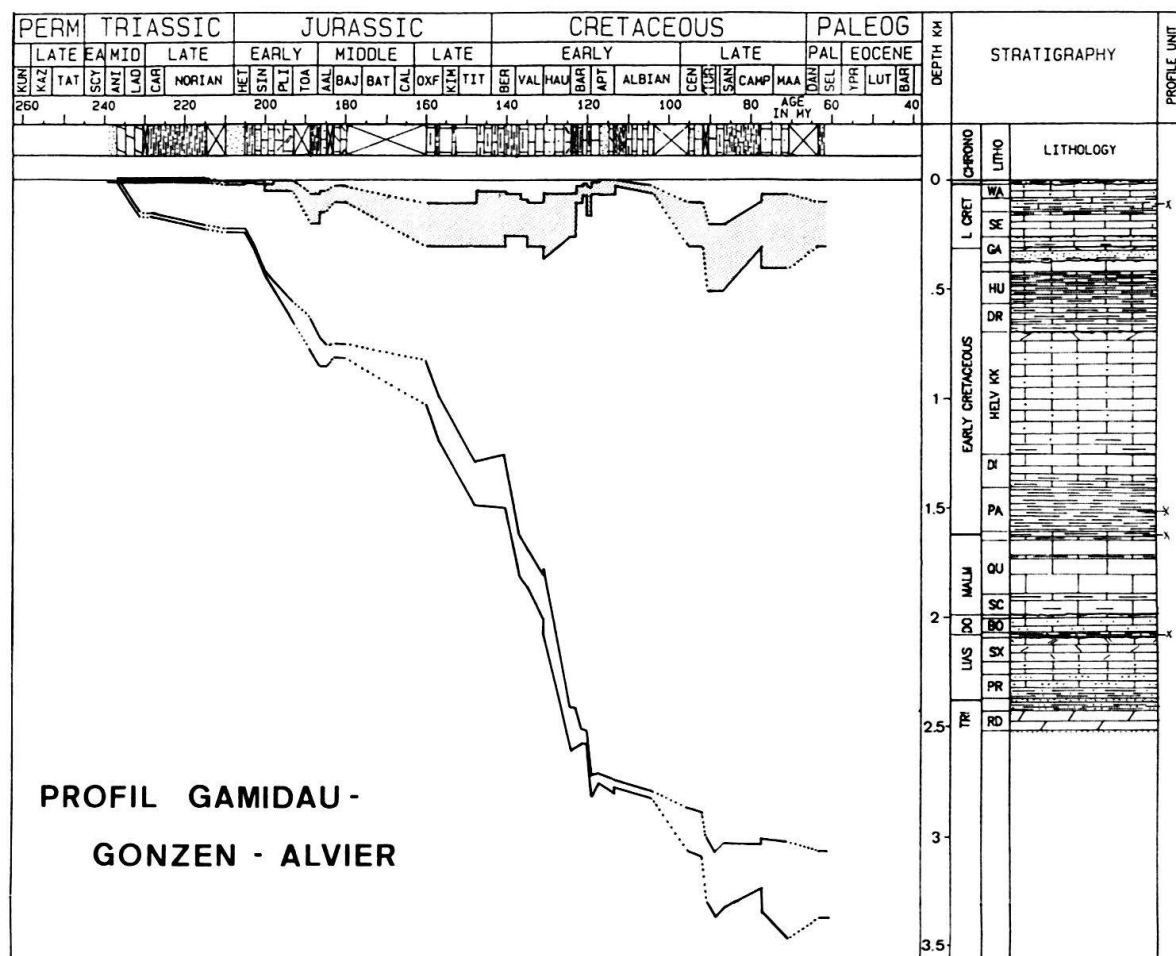 PERM TRIASSIC JURASSIC CRETACEOUS PALEOG
LATE EA MID LATE EARLY MIDDLE LATE EARLY LATE PAL EOCENE
KUN KAZ TAT SCY ANI LAD CAR NORIAN HET SIN PLI TOA AAL BAJ BAT CAL OXF KIM TIT BER VAL HAU BAR APT ALBIAN CEN TUR SAN CAMP MAA DAN SEL YPR LUT BAR
260 240 220 200 180 160 140 120 100 80 AGE IN MY 60 40
DEPTH KM
STRATIGRAPHY
PROFILE UNIT
CHRONO
LITHO
LITHOLOGY
0
.5
1
1.5
2
2.5
3
3.5
L CRET
EARLY CRETACEOUS
MALM
DO
LIAS
TRI
WA
SE
GA
HU
DR
HELV KK
DI
PA
QU
SC
BO
SX
PR
RD
x
x
x
x
PROFIL GAMIDAU -
GONZEN - ALVIER